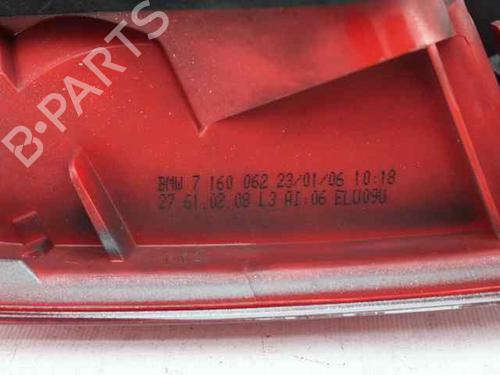 B-PARTS
BMW 7 160 062 23/01/06 10:18
27 61.02 08 L3 AI:06 ELU09U